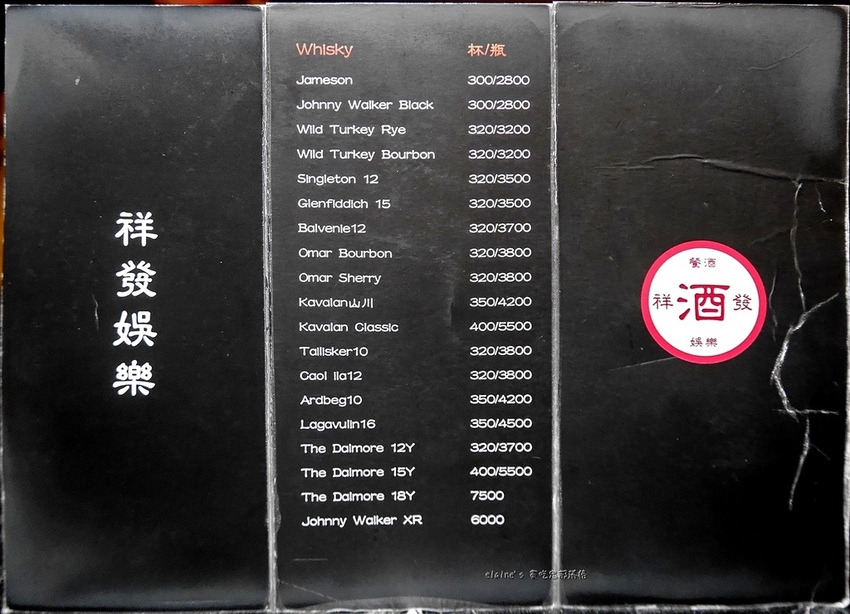 祥發娛樂
Whisky 杯/瓶
Jameson 300/2800
Johnny Walker Black 300/2800
Wild Turkey Rye 320/3200
Wild Turkey Bourbon 320/3200
Singleton 12 320/3500
Glenfiddich 15 320/3500
Balvenie12 320/3700
Omar Bourbon 320/3800
Omar Sherry 320/3800
Kavalan山川 350/4200
Kavalan Classic 400/5500
Tailisker10 320/3800
Caol ila12 320/3800
Ardbeg10 350/4200
Lagavulin16 350/4500
The Dalmore 12Y 320/3700
The Dalmore 15Y 400/5500
The Dalmore 18Y 7500
Johnny Walker XR 6000
餐酒
祥酒發
娛樂
elaine's